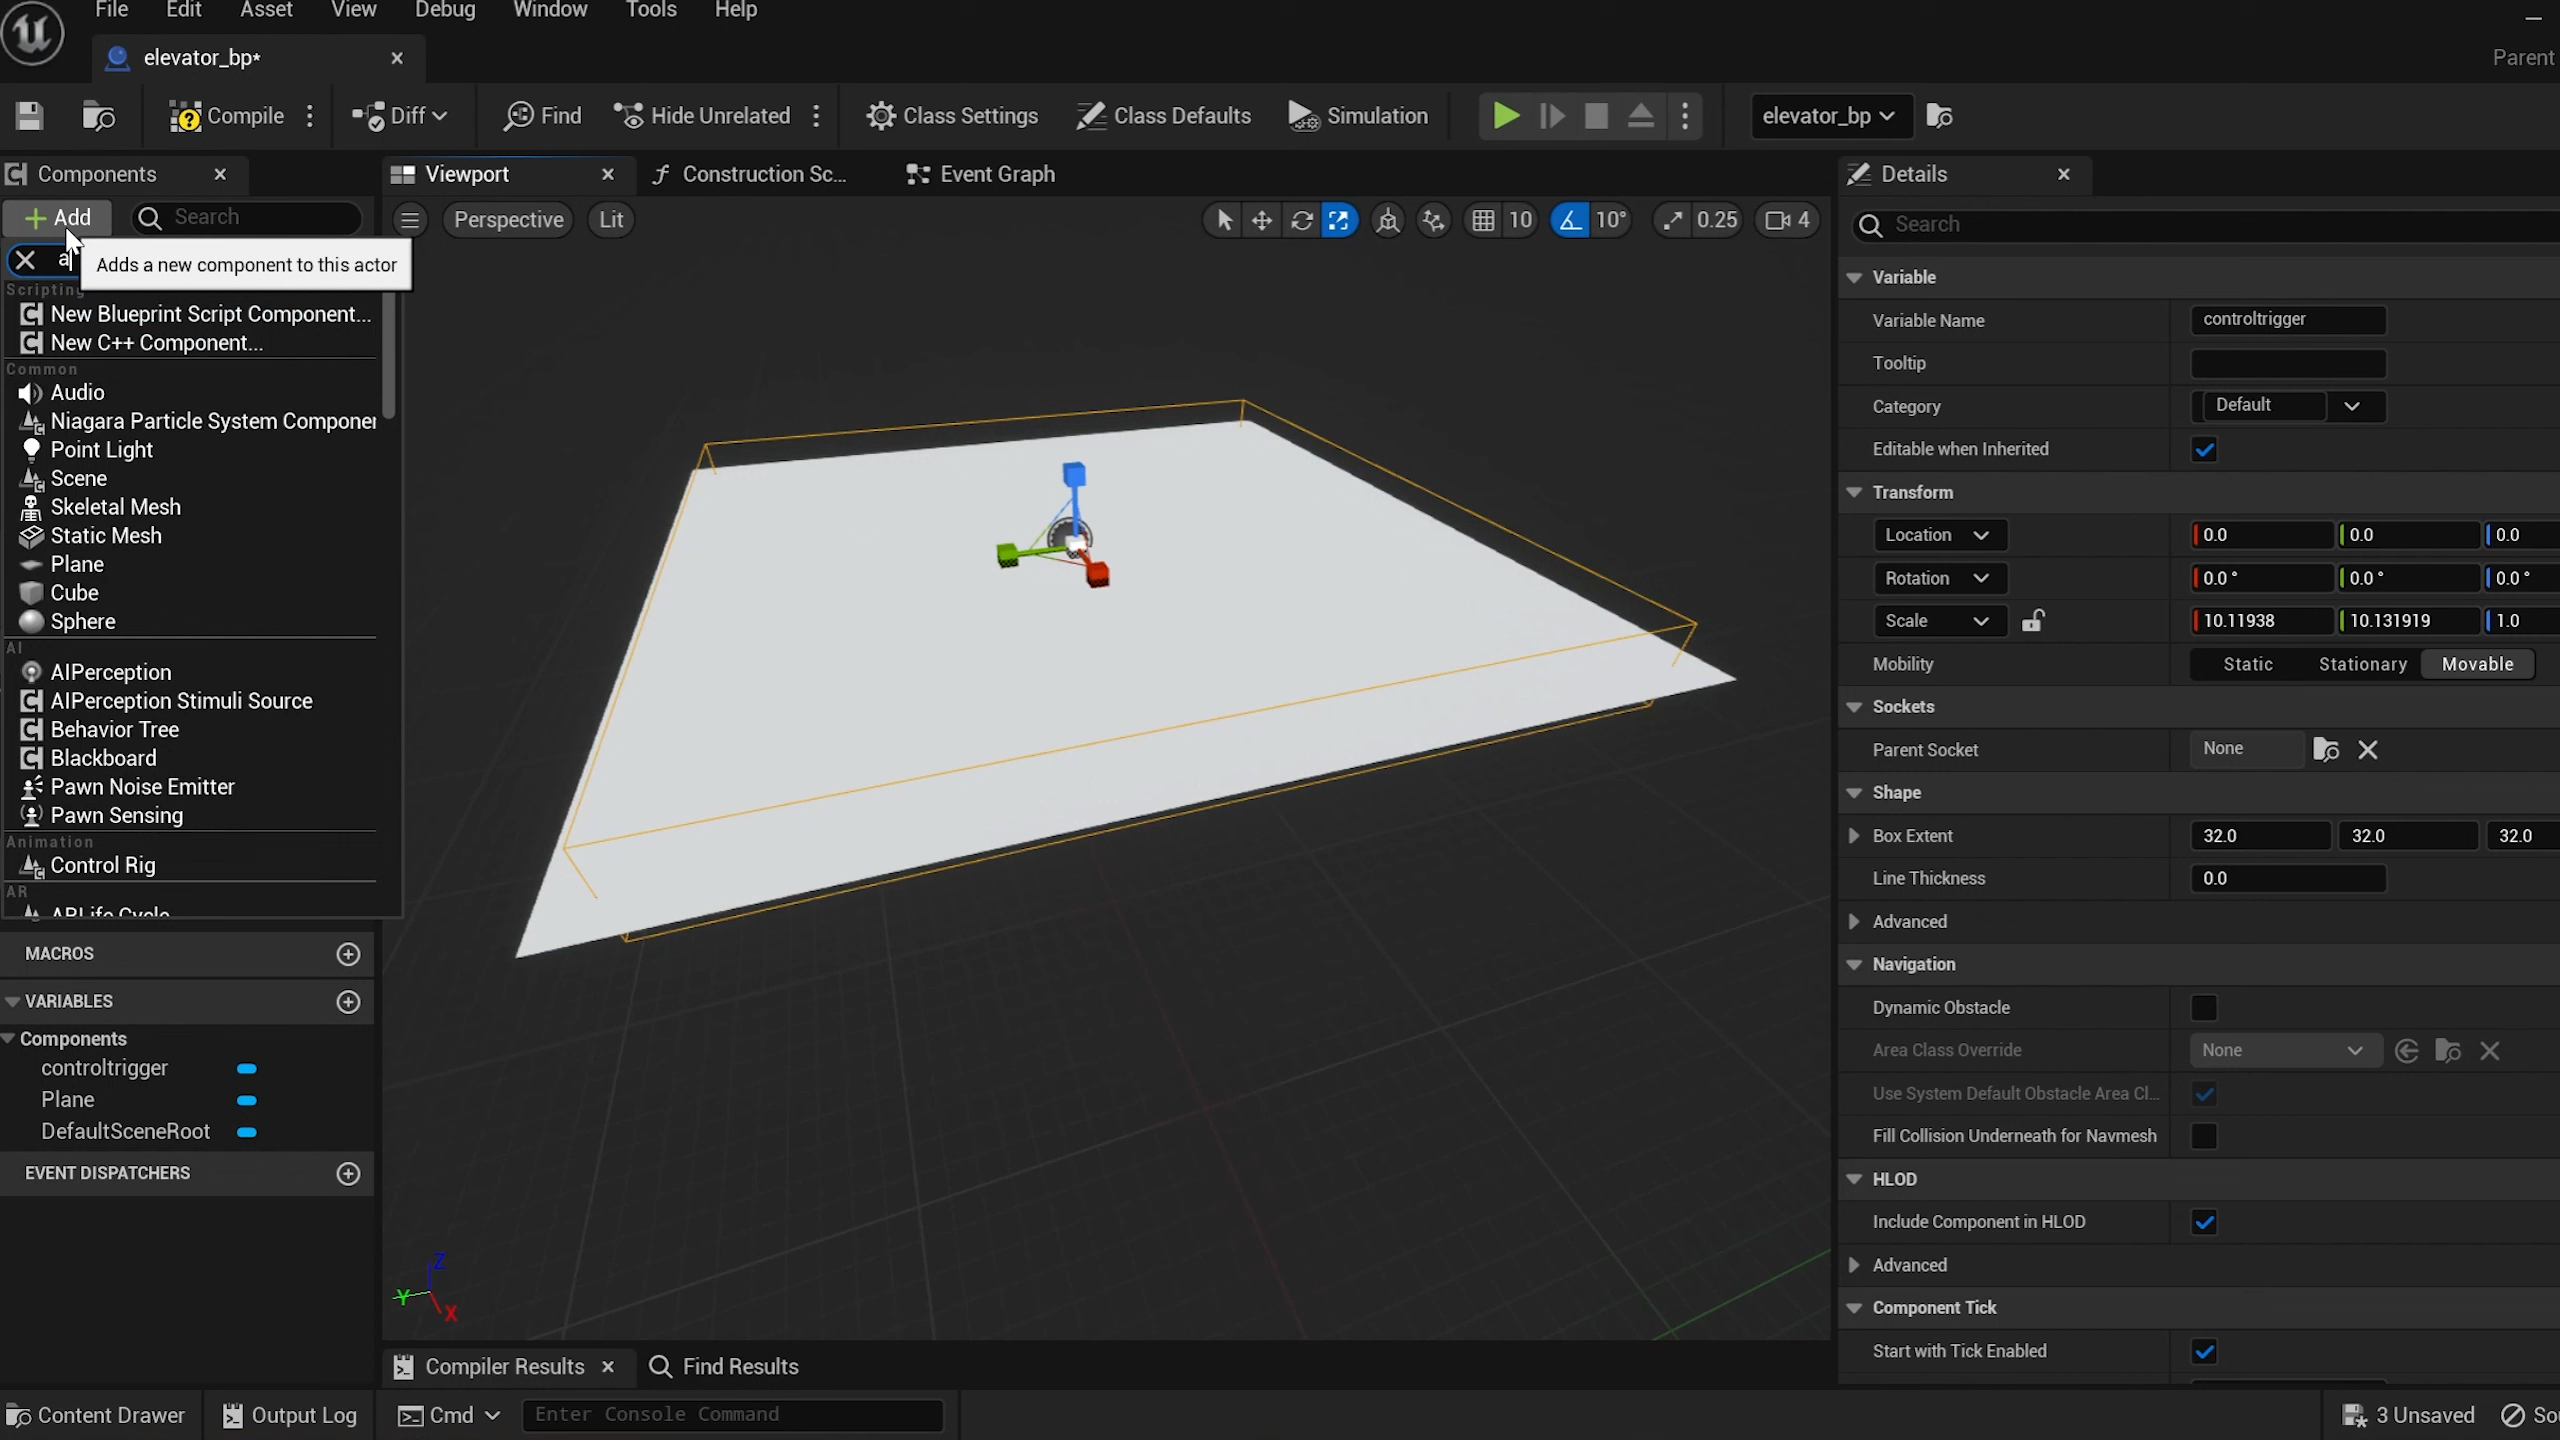 File Edit Asset View Debug Window Tools Help
elevator_bp*
Parent
Compile Diff Find Hide Unrelated Class Settings Class Defaults Simulation elevator_bp
Components Viewport Construction Sc... Event Graph Details
Add Search Perspective Lit 10 10° 0.25 4 Search
a
Adds a new component to this actor
Scripting
New Blueprint Script Component...
New C++ Component...
Common
Audio
Niagara Particle System Componen
Point Light
Scene
Skeletal Mesh
Static Mesh
Plane
Cube
Sphere
AI
AIPerception
AIPerception Stimuli Source
Behavior Tree
Blackboard
Pawn Noise Emitter
Pawn Sensing
Animation
Control Rig
AR
ARLife Cycle
MACROS
VARIABLES
Components
controltrigger
Plane
DefaultSceneRoot
EVENT DISPATCHERS
Z
Y
X
Variable
Variable Name controltrigger
Tooltip
Category Default
Editable when Inherited
Transform
Location 0.0 0.0 0.0
Rotation 0.0 ° 0.0 ° 0.0 °
Scale 10.11938 10.131919 1.0
Mobility Static Stationary Movable
Sockets
Parent Socket None
Shape
Box Extent 32.0 32.0 32.0
Line Thickness 0.0
Advanced
Navigation
Dynamic Obstacle
Area Class Override None
Use System Default Obstacle Area Cl...
Fill Collision Underneath for Navmesh
HLOD
Include Component in HLOD
Advanced
Component Tick
Start with Tick Enabled
Compiler Results Find Results
Content Drawer Output Log Cmd Enter Console Command 3 Unsaved So